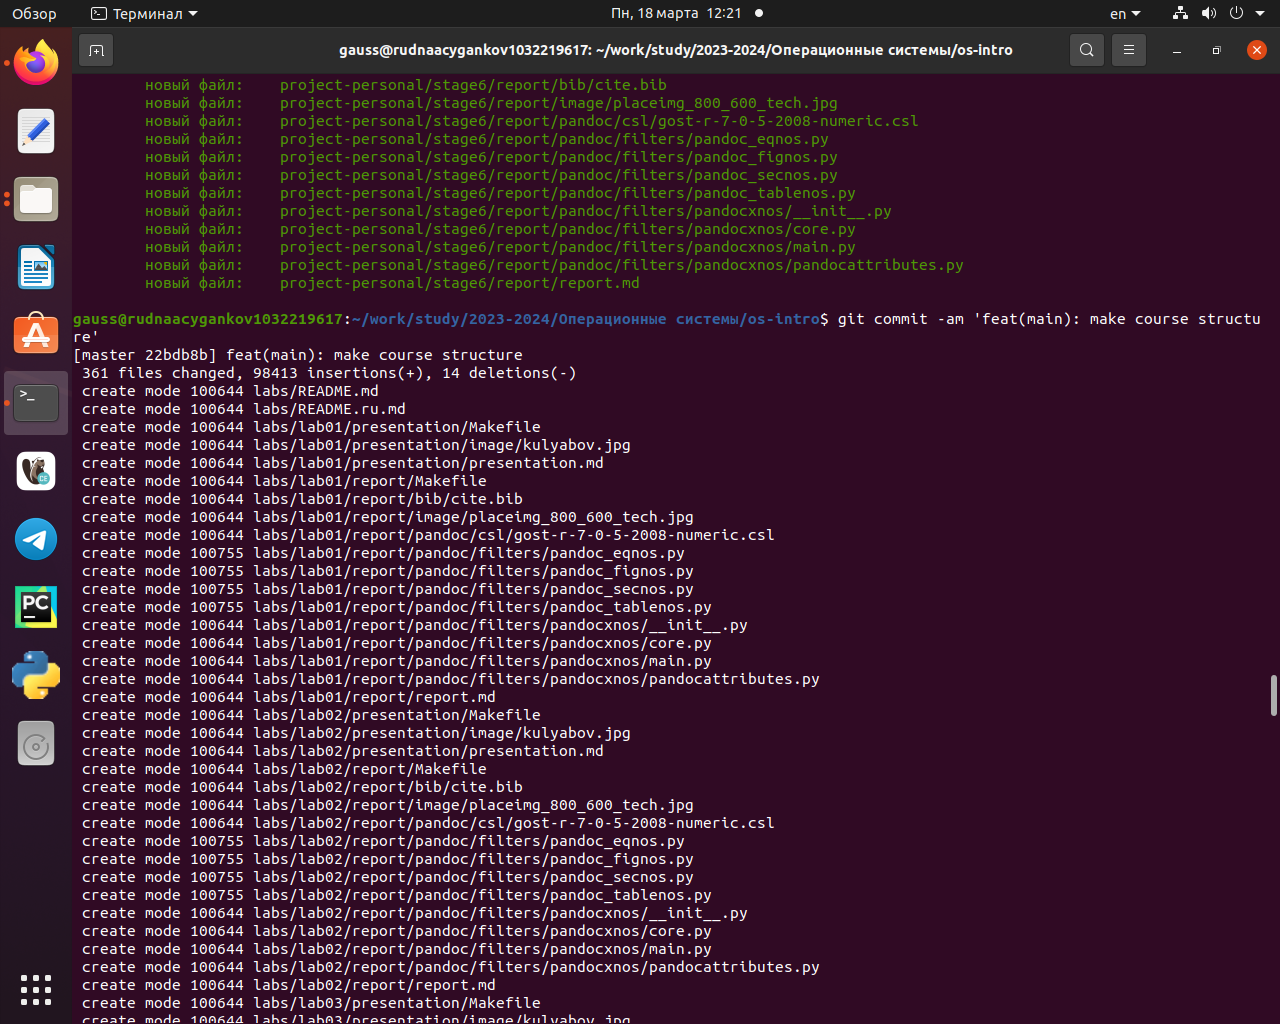 Обзор
Терминал
Пн, 18 марта 12:21
en
gauss@rudnaacygankov1032219617: ~/work/study/2023-2024/Операционные системы/os-intro
новый файл:    project-personal/stage6/report/bib/cite.bib
новый файл:    project-personal/stage6/report/image/placeimg_800_600_tech.jpg
новый файл:    project-personal/stage6/report/pandoc/csl/gost-r-7-0-5-2008-numeric.csl
новый файл:    project-personal/stage6/report/pandoc/filters/pandoc_eqnos.py
новый файл:    project-personal/stage6/report/pandoc/filters/pandoc_fignos.py
новый файл:    project-personal/stage6/report/pandoc/filters/pandoc_secnos.py
новый файл:    project-personal/stage6/report/pandoc/filters/pandoc_tablenos.py
новый файл:    project-personal/stage6/report/pandoc/filters/pandocxnos/__init__.py
новый файл:    project-personal/stage6/report/pandoc/filters/pandocxnos/core.py
новый файл:    project-personal/stage6/report/pandoc/filters/pandocxnos/main.py
новый файл:    project-personal/stage6/report/pandoc/filters/pandocxnos/pandocattributes.py
новый файл:    project-personal/stage6/report/report.md
gauss@rudnaacygankov1032219617:~/work/study/2023-2024/Операционные системы/os-intro$ git commit -am 'feat(main): make course structu
re'
[master 22bdb8b] feat(main): make course structure
361 files changed, 98413 insertions(+), 14 deletions(-)
create mode 100644 labs/README.md
create mode 100644 labs/README.ru.md
create mode 100644 labs/lab01/presentation/Makefile
create mode 100644 labs/lab01/presentation/image/kulyabov.jpg
create mode 100644 labs/lab01/presentation/presentation.md
create mode 100644 labs/lab01/report/Makefile
create mode 100644 labs/lab01/report/bib/cite.bib
create mode 100644 labs/lab01/report/image/placeimg_800_600_tech.jpg
create mode 100644 labs/lab01/report/pandoc/csl/gost-r-7-0-5-2008-numeric.csl
create mode 100755 labs/lab01/report/pandoc/filters/pandoc_eqnos.py
create mode 100755 labs/lab01/report/pandoc/filters/pandoc_fignos.py
create mode 100755 labs/lab01/report/pandoc/filters/pandoc_secnos.py
create mode 100755 labs/lab01/report/pandoc/filters/pandoc_tablenos.py
create mode 100644 labs/lab01/report/pandoc/filters/pandocxnos/__init__.py
create mode 100644 labs/lab01/report/pandoc/filters/pandocxnos/core.py
create mode 100644 labs/lab01/report/pandoc/filters/pandocxnos/main.py
create mode 100644 labs/lab01/report/pandoc/filters/pandocxnos/pandocattributes.py
create mode 100644 labs/lab01/report/report.md
create mode 100644 labs/lab02/presentation/Makefile
create mode 100644 labs/lab02/presentation/image/kulyabov.jpg
create mode 100644 labs/lab02/presentation/presentation.md
create mode 100644 labs/lab02/report/Makefile
create mode 100644 labs/lab02/report/bib/cite.bib
create mode 100644 labs/lab02/report/image/placeimg_800_600_tech.jpg
create mode 100644 labs/lab02/report/pandoc/csl/gost-r-7-0-5-2008-numeric.csl
create mode 100755 labs/lab02/report/pandoc/filters/pandoc_eqnos.py
create mode 100755 labs/lab02/report/pandoc/filters/pandoc_fignos.py
create mode 100755 labs/lab02/report/pandoc/filters/pandoc_secnos.py
create mode 100755 labs/lab02/report/pandoc/filters/pandoc_tablenos.py
create mode 100644 labs/lab02/report/pandoc/filters/pandocxnos/__init__.py
create mode 100644 labs/lab02/report/pandoc/filters/pandocxnos/core.py
create mode 100644 labs/lab02/report/pandoc/filters/pandocxnos/main.py
create mode 100644 labs/lab02/report/pandoc/filters/pandocxnos/pandocattributes.py
create mode 100644 labs/lab02/report/report.md
create mode 100644 labs/lab03/presentation/Makefile
create mode 100644 labs/lab03/presentation/image/kulyabov.jpg